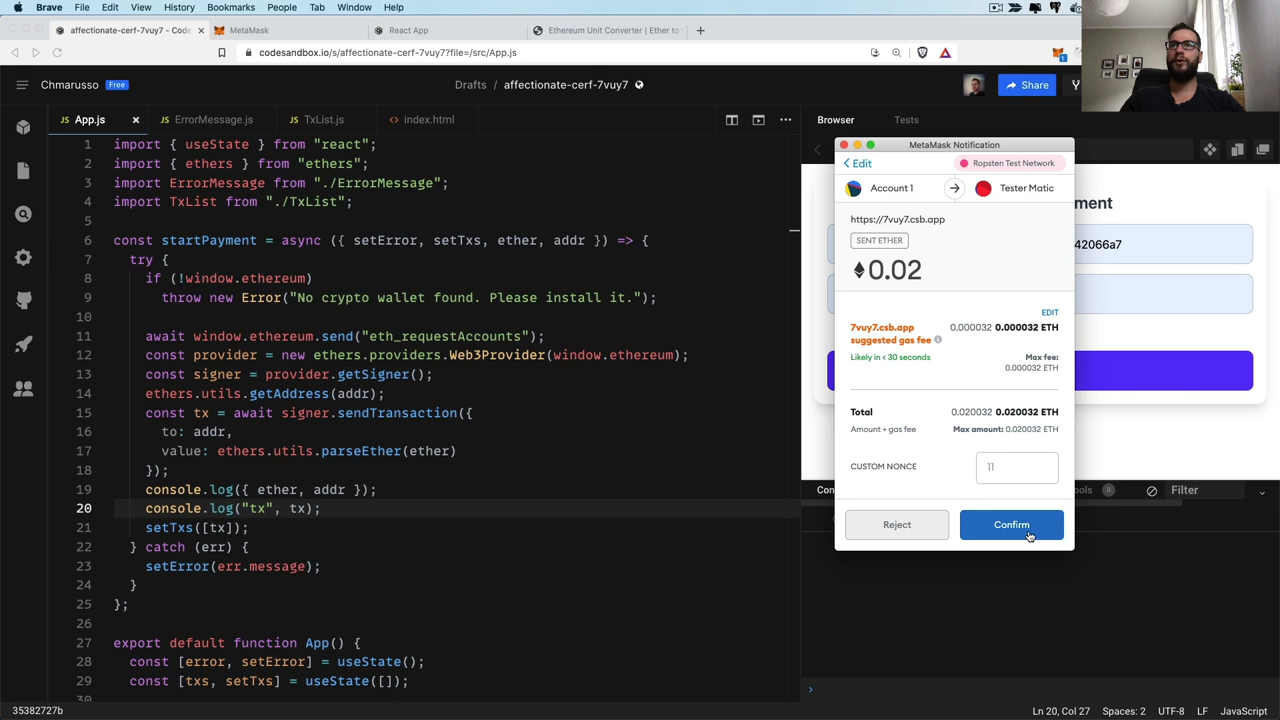 Brave File Edit View History Bookmarks People Tab Window Help
affectionate-cerf-7vuy7 - Codes
MetaMask
React App
Ethereum Unit Converter | Ether to
codesandbox.io/s/affectionate-cerf-7vuy7?file=/src/App.js
Chmarusso Free
Drafts / affectionate-cerf-7vuy7
Share
App.js
ErrorMessage.js
TxList.js
index.html
Browser
Tests
1 import { useState } from "react";
2 import { ethers } from "ethers";
3 import ErrorMessage from "./ErrorMessage";
4 import TxList from "./TxList";
5
6 const startPayment = async ({ setError, setTxs, ether, addr }) => {
7 try {
8 if (!window.ethereum)
9 throw new Error("No crypto wallet found. Please install it.");
10
11 await window.ethereum.send("eth_requestAccounts");
12 const provider = new ethers.providers.Web3Provider(window.ethereum);
13 const signer = provider.getSigner();
14 ethers.utils.getAddress(addr);
15 const tx = await signer.sendTransaction({
16 to: addr,
17 value: ethers.utils.parseEther(ether)
18 });
19 console.log({ ether, addr });
20 console.log("tx", tx);
21 setTxs([tx]);
22 } catch (err) {
23 setError(err.message);
24 }
25 };
26
27 export default function App() {
28 const [error, setError] = useState();
29 const [txs, setTxs] = useState([]);
30
MetaMask Notification
Edit
Ropsten Test Network
Account 1
Tester Matic
https://7vuy7.csb.app
SENT ETHER
0.02
EDIT
7vuy7.csb.app
suggested gas fee
0.000032 0.000032 ETH
Likely in < 30 seconds
Max fee:
0.000032 ETH
Total
0.020032 0.020032 ETH
Amount + gas fee
Max amount: 0.020032 ETH
CUSTOM NONCE
11
Reject
Confirm
ment
42066a7
Con
ols
0
Filter
35382727b
Ln 20, Col 27 Spaces: 2 UTF-8 LF JavaScript